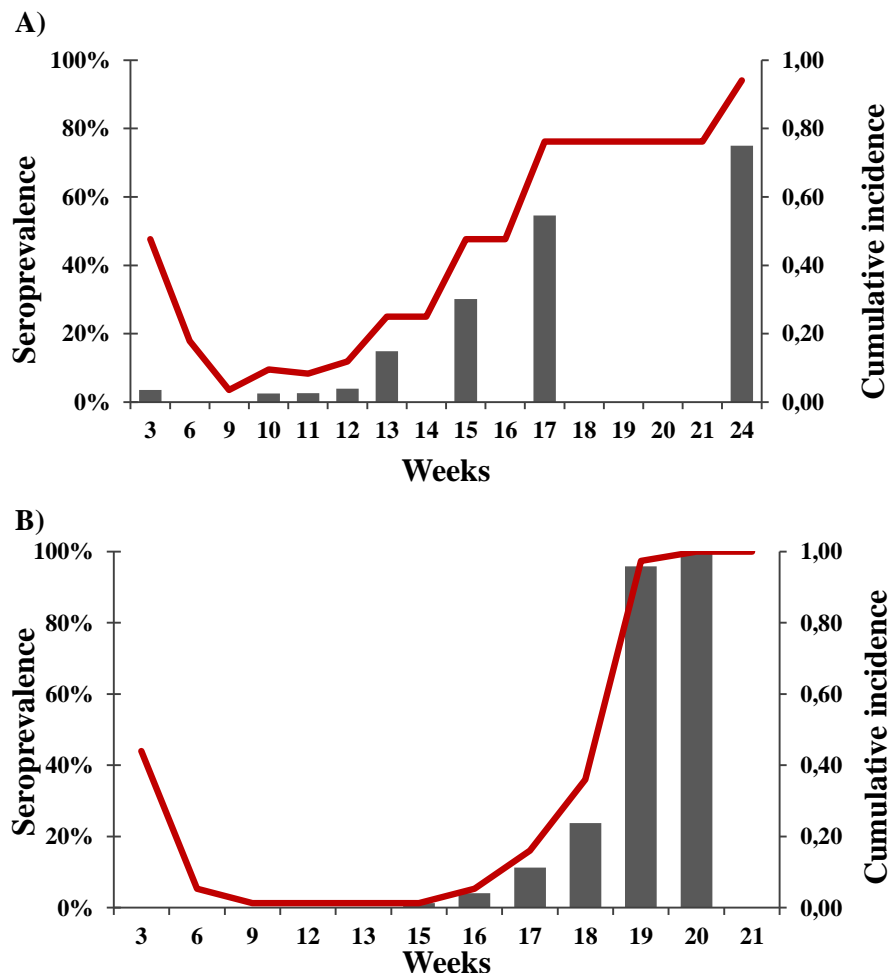 A)
100% 1,00
80% 0,80
60% 0,60
40% 0,40
20% 0,20
0% 0,00
Seroprevalence
Cumulative incidence
3 6 9 10 11 12 13 14 15 16 17 18 19 20 21 24
Weeks
B)
100% 1,00
80% 0,80
60% 0,60
40% 0,40
20% 0,20
0% 0,00
Seroprevalence
Cumulative incidence
3 6 9 12 13 15 16 17 18 19 20 21
Weeks